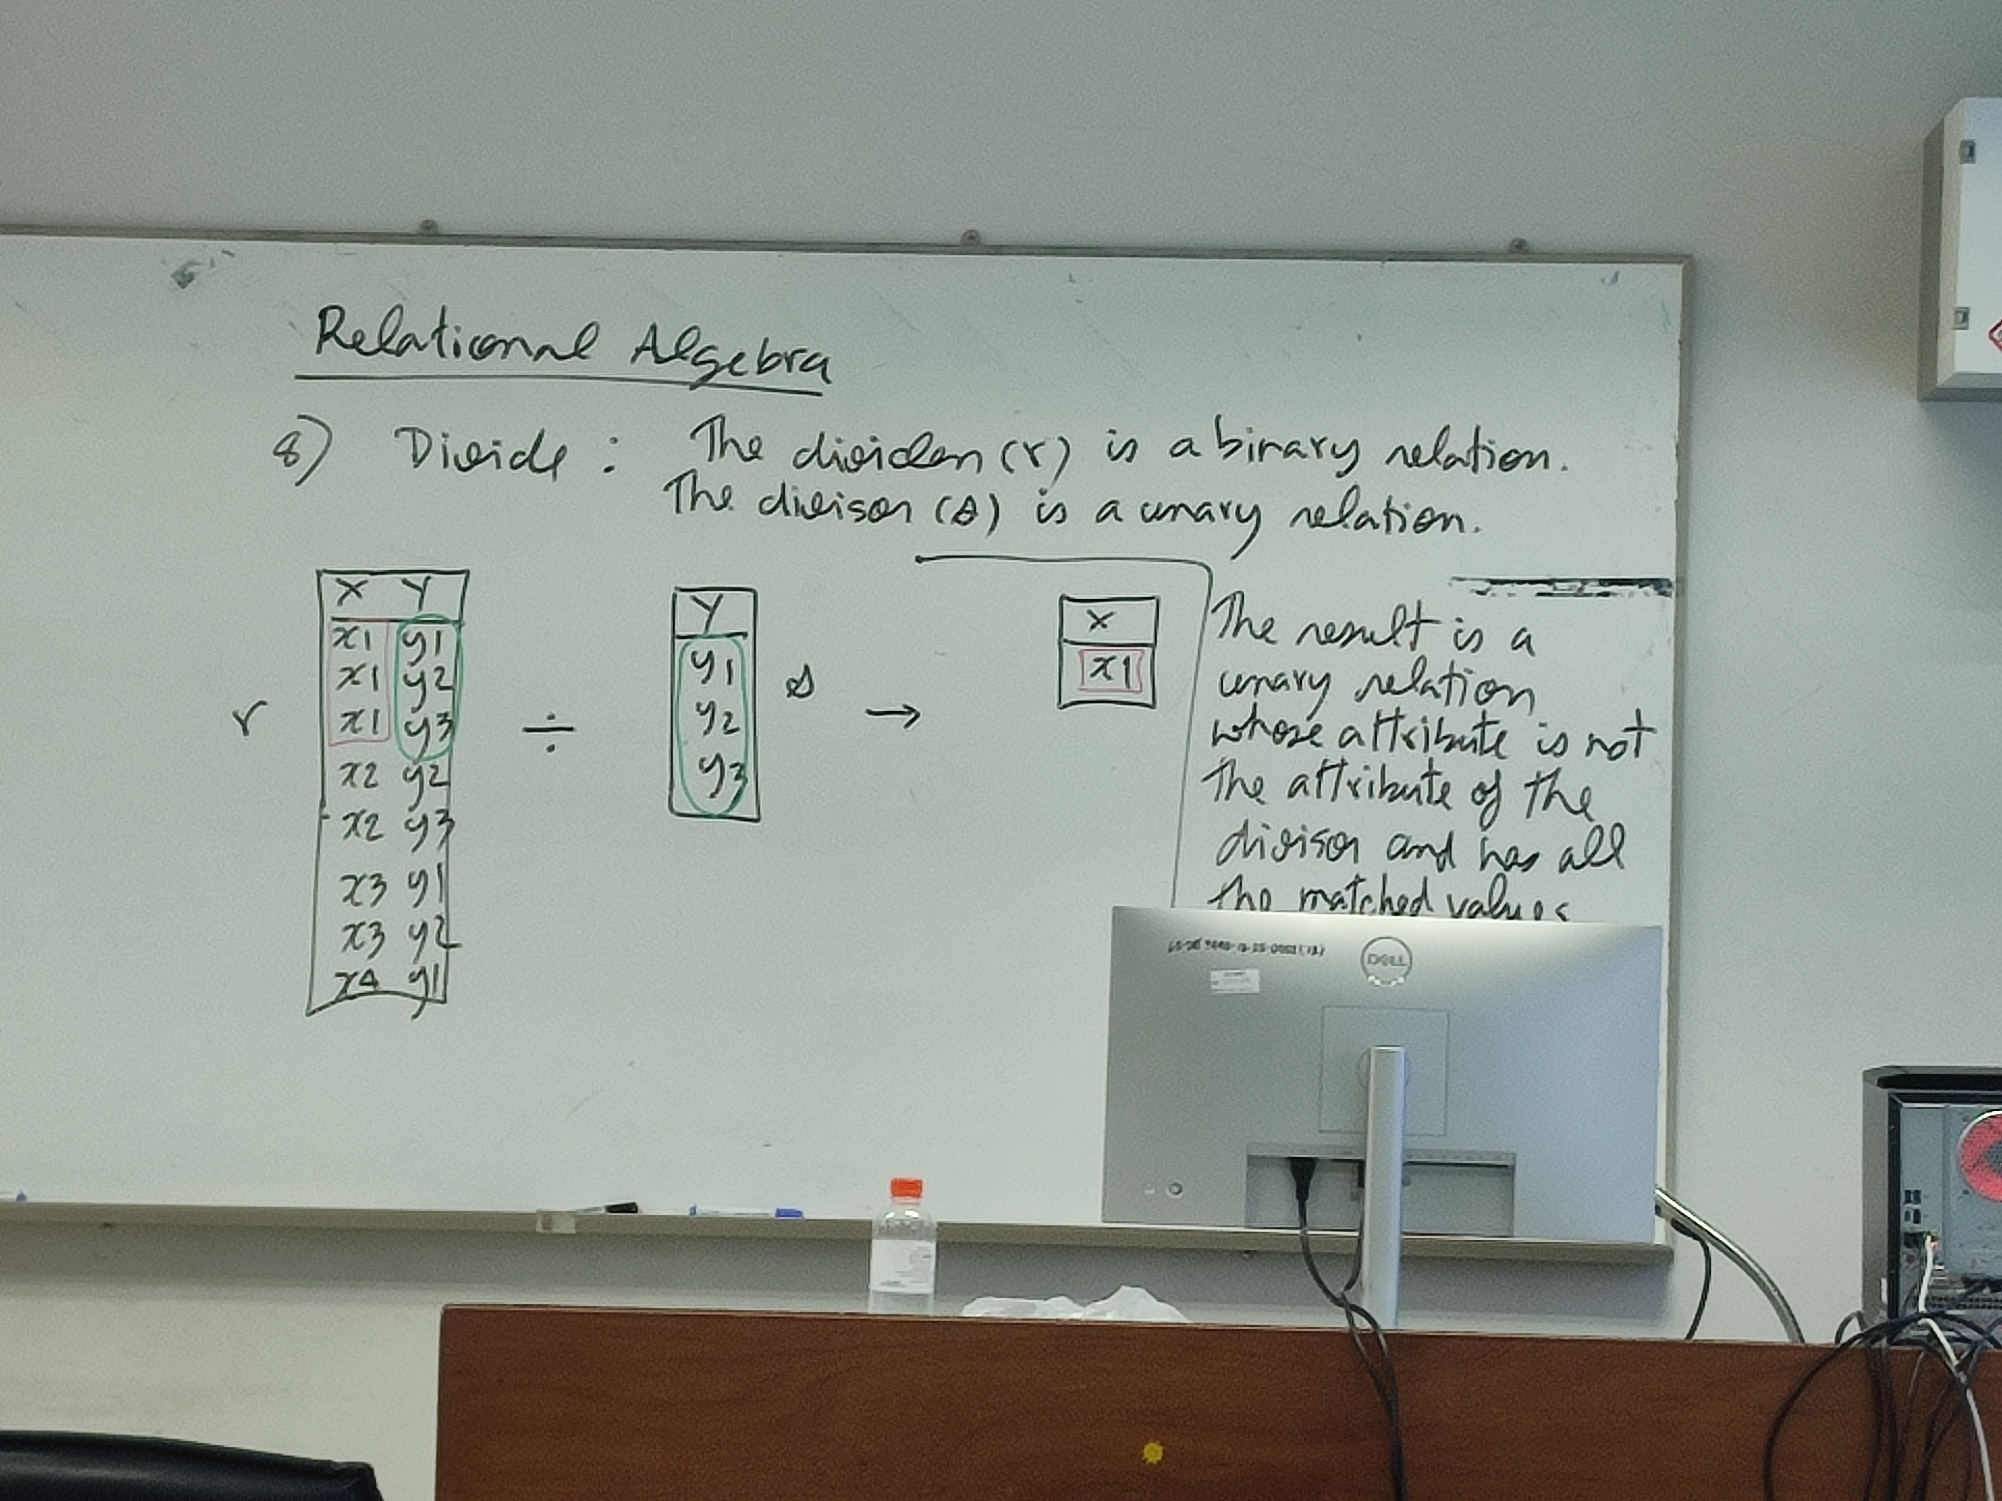 Relational Algebra
8) Divide : The dividen (r) is a binary relation.
The divisor (s) is a unary relation.
X Y
x1 y1
x1 y2
x1 y3
x2 y2
x2 y3
x3 y1
x3 y2
x4 y1
r
÷
Y
y1
y2
y3
s
→
X
x1
The result is a
unary relation
whose attribute is not
the attribute of the
divisor and has all
the matched values
DELL